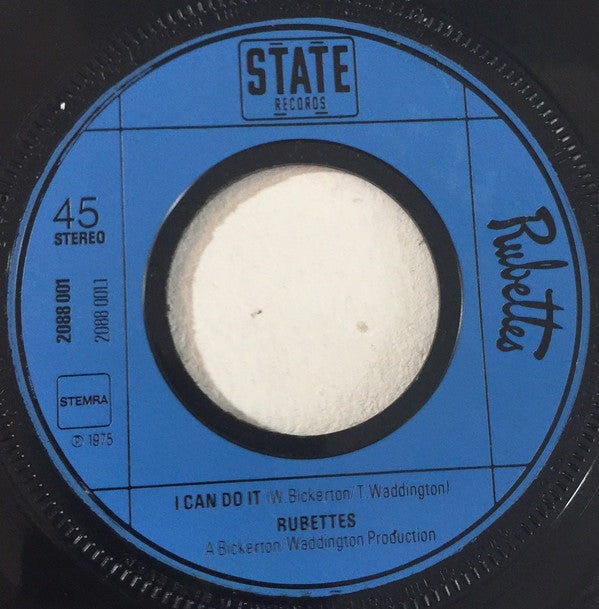 STATE
RECORDS
45
STEREO
2088 001
2088 001.1
STEMRA
℗ 1975
Rubettes
I CAN DO IT (W. Bickerton/T. Waddington)
RUBETTES
A Bickerton/Waddington Production